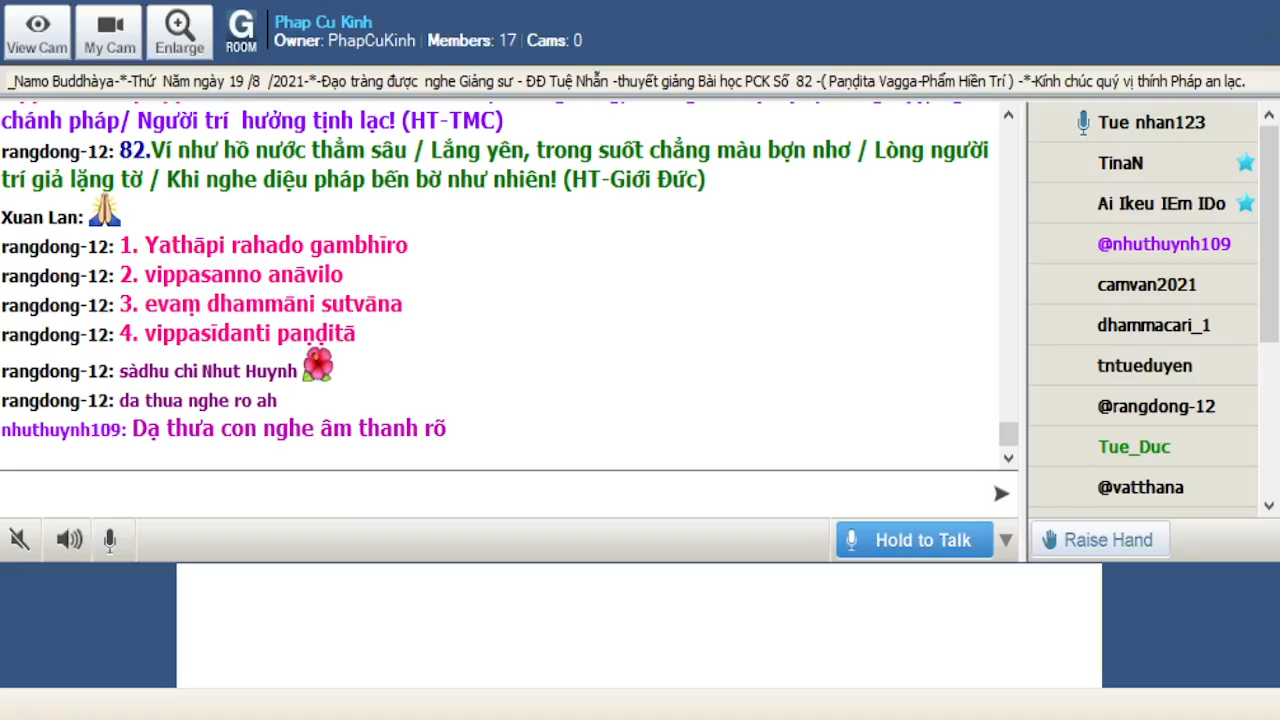 View Cam
My Cam
Enlarge
G
ROOM
Phap Cu Kinh
Owner: PhapCuKinh | Members: 17 | Cams: 0
_Namo Buddhàya-*-Thứ Năm ngày 19 /8 /2021-*-Đạo tràng được nghe Giảng sư - ĐĐ Tuệ Nhẫn -thuyết giảng Bài học PCK Số 82 -( Paṇḍita Vagga-Phẩm Hiền Trí ) -*-Kính chúc quý vị thính Pháp an lạc.
chánh pháp/ Người trí hưởng tịnh lạc! (HT-TMC)
rangdong-12: 82.Ví như hồ nước thẳm sâu / Lắng yên, trong suốt chẳng màu bợn nhơ / Lòng người
trí giả lặng tờ / Khi nghe diệu pháp bến bờ như nhiên! (HT-Giới Đức)
Xuan Lan:
rangdong-12: 1. Yathāpi rahado gambhīro
rangdong-12: 2. vippasanno anāvilo
rangdong-12: 3. evaṃ dhammāni sutvāna
rangdong-12: 4. vippasīdanti paṇḍitā
rangdong-12: sàdhu chi Nhut Huynh
rangdong-12: da thua nghe ro ah
nhuthuynh109: Dạ thưa con nghe âm thanh rõ
Tue nhan123
TinaN
Ai Ikeu IEm IDo
@nhuthuynh109
camvan2021
dhammacari_1
tntueduyen
@rangdong-12
Tue_Duc
@vatthana
Hold to Talk
Raise Hand